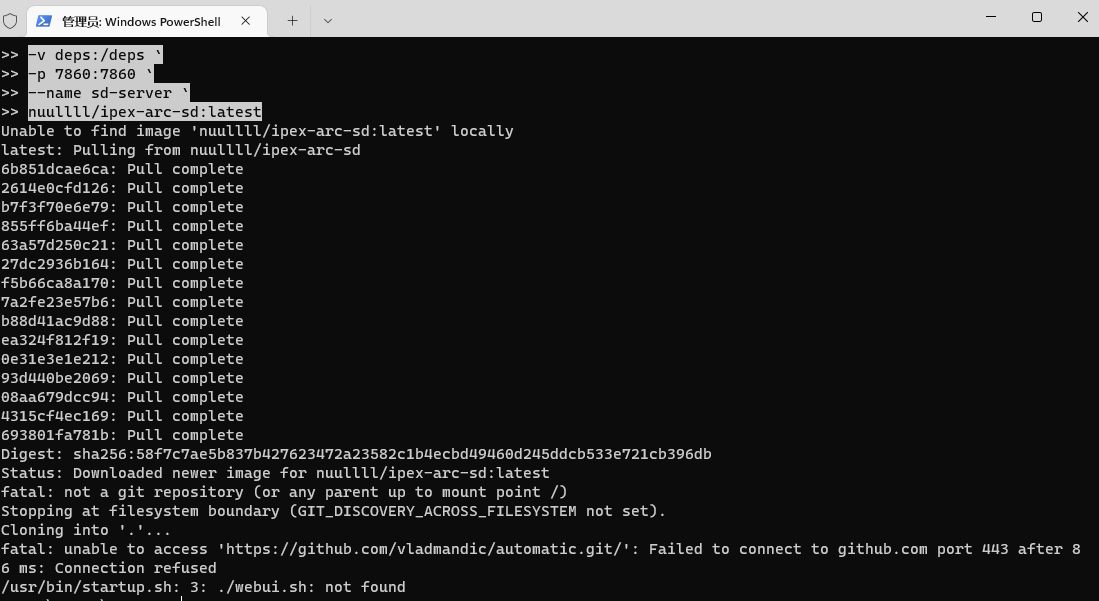 管理员: Windows PowerShell
>> -v deps:/deps `
>> -p 7860:7860 `
>> --name sd-server `
>> nuullll/ipex-arc-sd:latest
Unable to find image 'nuullll/ipex-arc-sd:latest' locally
latest: Pulling from nuullll/ipex-arc-sd
6b851dcae6ca: Pull complete
2614e0cfd126: Pull complete
b7f3f70e6e79: Pull complete
855ff6ba44ef: Pull complete
63a57d250c21: Pull complete
27dc2936b164: Pull complete
f5b66ca8a170: Pull complete
7a2fe23e57b6: Pull complete
b88d41ac9d88: Pull complete
ea324f812f19: Pull complete
0e31e3e1e212: Pull complete
93d440be2069: Pull complete
08aa679dcc94: Pull complete
4315cf4ec169: Pull complete
693801fa781b: Pull complete
Digest: sha256:58f7c7ae5b837b427623472a23582c1b4ecbd49460d245ddcb533e721cb396db
Status: Downloaded newer image for nuullll/ipex-arc-sd:latest
fatal: not a git repository (or any parent up to mount point /)
Stopping at filesystem boundary (GIT_DISCOVERY_ACROSS_FILESYSTEM not set).
Cloning into '.'...
fatal: unable to access 'https://github.com/vladmandic/automatic.git/': Failed to connect to github.com port 443 after 8
6 ms: Connection refused
/usr/bin/startup.sh: 3: ./webui.sh: not found